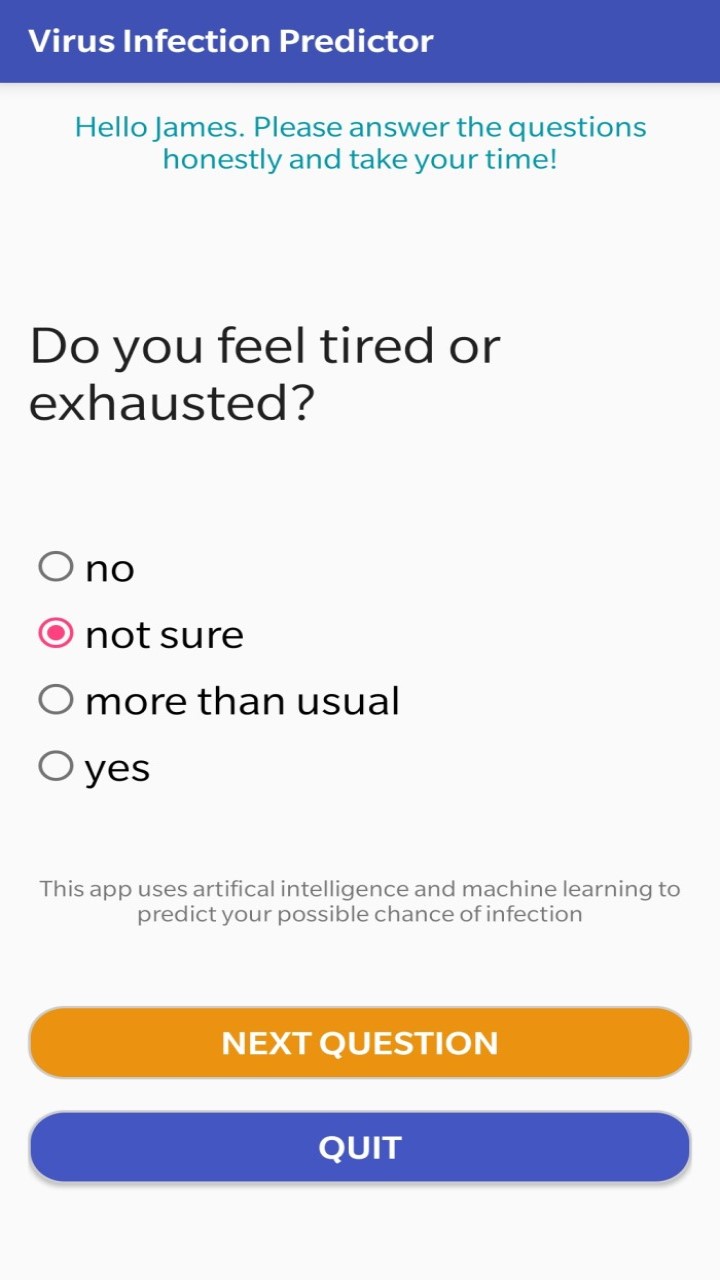 Virus Infection Predictor
Hello James. Please answer the questions
honestly and take your time!
Do you feel tired or
exhausted?
no
not sure
more than usual
yes
This app uses artifical intelligence and machine learning to
predict your possible chance of infection
NEXT QUESTION
QUIT